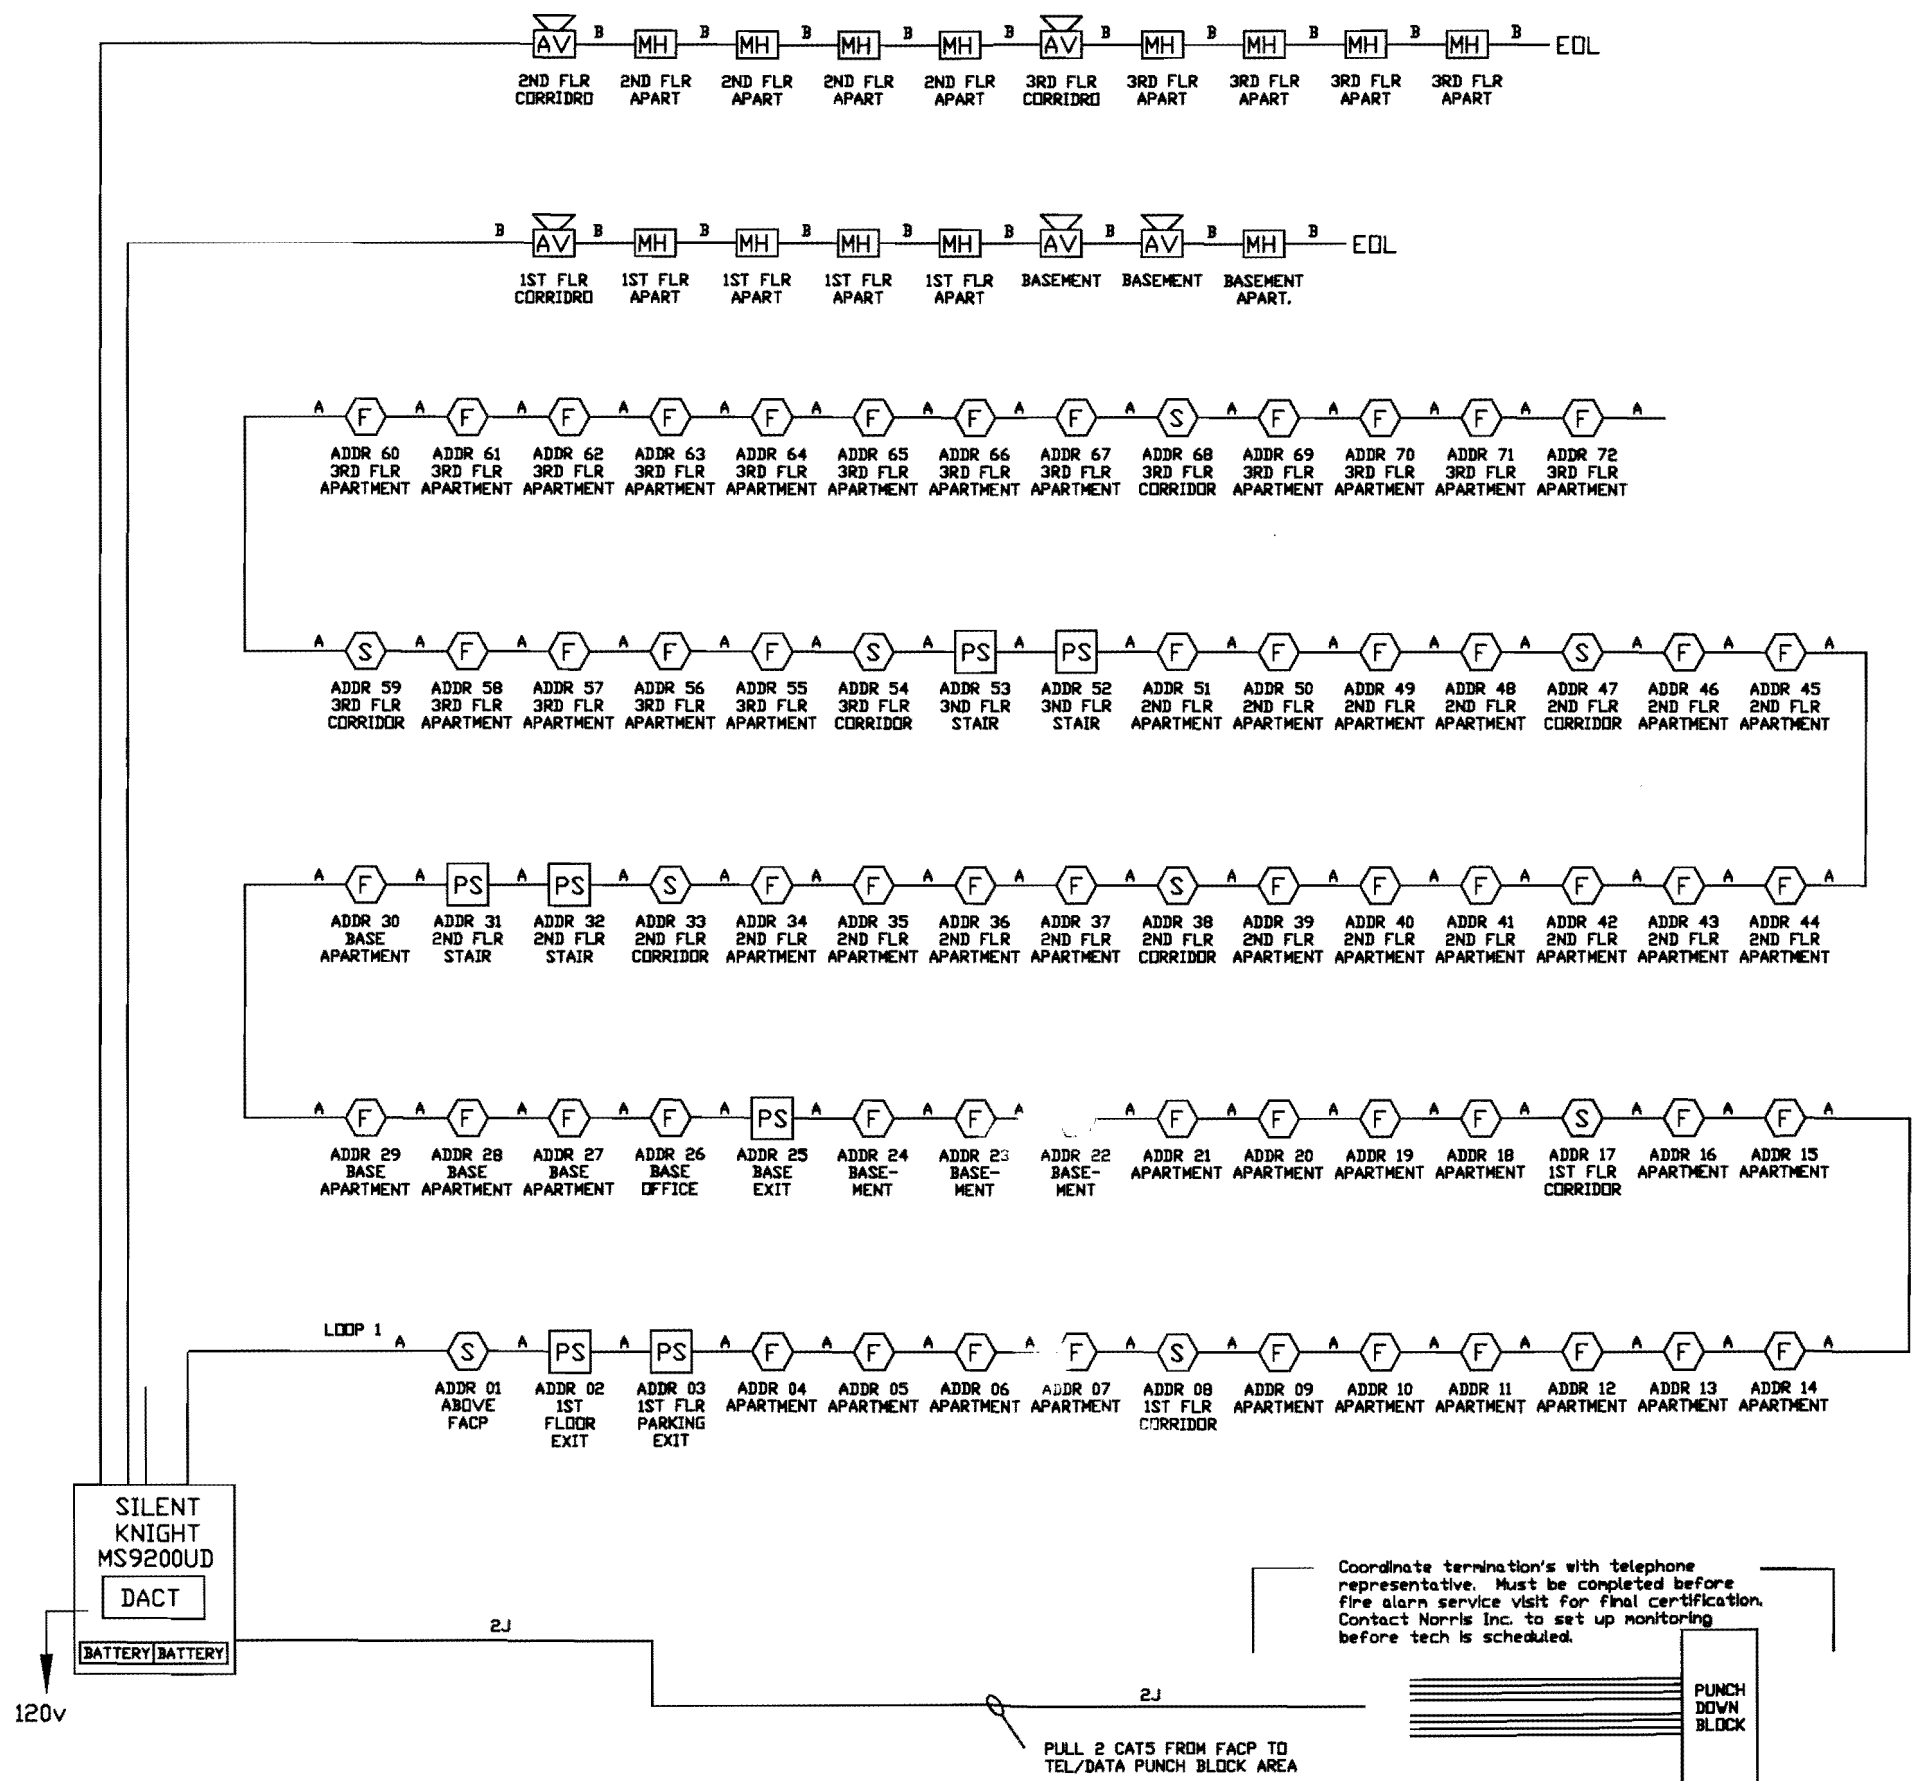 AV B MH B MH B MH B MH B AV B MH B MH B MH B MH B EOL
2ND FLR 2ND FLR 2ND FLR 2ND FLR 2ND FLR 3RD FLR 3RD FLR 3RD FLR 3RD FLR 3RD FLR
CORRIDRO APART APART APART APART CORRIDRO APART APART APART APART
B AV B MH B MH B MH B MH B AV B AV B MH B EOL
1ST FLR 1ST FLR 1ST FLR 1ST FLR 1ST FLR BASEMENT BASEMENT BASEMENT
CORRIDRO APART APART APART APART APART.
A F A F A F A F A F A F A F A F A S A F A F A F A F A
ADDR 60 ADDR 61 ADDR 62 ADDR 63 ADDR 64 ADDR 65 ADDR 66 ADDR 67 ADDR 68 ADDR 69 ADDR 70 ADDR 71 ADDR 72
3RD FLR 3RD FLR 3RD FLR 3RD FLR 3RD FLR 3RD FLR 3RD FLR 3RD FLR 3RD FLR 3RD FLR 3RD FLR 3RD FLR 3RD FLR
APARTMENT APARTMENT APARTMENT APARTMENT APARTMENT APARTMENT APARTMENT APARTMENT CORRIDOR APARTMENT APARTMENT APARTMENT APARTMENT
A S A F A F A F A F A S A PS A PS A F A F A F A F A S A F A F A
ADDR 59 ADDR 58 ADDR 57 ADDR 56 ADDR 55 ADDR 54 ADDR 53 ADDR 52 ADDR 51 ADDR 50 ADDR 49 ADDR 48 ADDR 47 ADDR 46 ADDR 45
3RD FLR 3RD FLR 3RD FLR 3RD FLR 3RD FLR 3RD FLR 3ND FLR 3ND FLR 2ND FLR 2ND FLR 2ND FLR 2ND FLR 2ND FLR 2ND FLR 2ND FLR
CORRIDOR APARTMENT APARTMENT APARTMENT APARTMENT CORRIDOR STAIR STAIR APARTMENT APARTMENT APARTMENT APARTMENT CORRIDOR APARTMENT APARTMENT
A F A PS A PS A S A F A F A F A F A S A F A F A F A F A F A F A
ADDR 30 ADDR 31 ADDR 32 ADDR 33 ADDR 34 ADDR 35 ADDR 36 ADDR 37 ADDR 38 ADDR 39 ADDR 40 ADDR 41 ADDR 42 ADDR 43 ADDR 44
BASE 2ND FLR 2ND FLR 2ND FLR 2ND FLR 2ND FLR 2ND FLR 2ND FLR 2ND FLR 2ND FLR 2ND FLR 2ND FLR 2ND FLR 2ND FLR 2ND FLR
APARTMENT STAIR STAIR CORRIDOR APARTMENT APARTMENT APARTMENT APARTMENT CORRIDOR APARTMENT APARTMENT APARTMENT APARTMENT APARTMENT APARTMENT
A F A F A F A F A PS A F A F A A F A F A F A F A S A F A F A
ADDR 29 ADDR 28 ADDR 27 ADDR 26 ADDR 25 ADDR 24 ADDR 23 ADDR 22 ADDR 21 ADDR 20 ADDR 19 ADDR 18 ADDR 17 ADDR 16 ADDR 15
BASE BASE BASE BASE BASE BASE- BASE- BASE- APARTMENT APARTMENT APARTMENT APARTMENT 1ST FLR APARTMENT APARTMENT
APARTMENT APARTMENT APARTMENT OFFICE EXIT MENT MENT MENT CORRIDOR
LOOP 1 A S A PS A PS A F A F A F A F A S A F A F A F A F A F A F A
ADDR 01 ADDR 02 ADDR 03 ADDR 04 ADDR 05 ADDR 06 ADDR 07 ADDR 08 ADDR 09 ADDR 10 ADDR 11 ADDR 12 ADDR 13 ADDR 14
ABOVE 1ST 1ST FLR APARTMENT APARTMENT APARTMENT APARTMENT 1ST FLR APARTMENT APARTMENT APARTMENT APARTMENT APARTMENT APARTMENT
FACP FLOOR PARKING CORRIDOR
EXIT EXIT
SILENT
KNIGHT
MS9200UD
DACT
BATTERY BATTERY
120v
2J
2J
PULL 2 CAT5 FROM FACP TO
TEL/DATA PUNCH BLOCK AREA
Coordinate termination's with telephone
representative. Must be completed before
fire alarm service visit for final certification.
Contact Norris Inc. to set up monitoring
before tech is scheduled.
PUNCH
DOWN
BLOCK